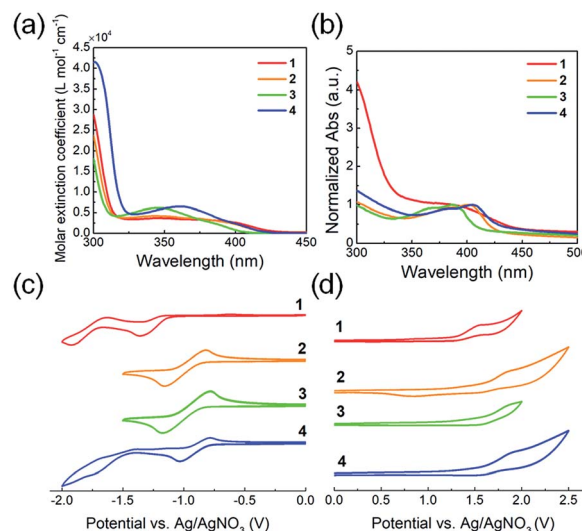 (a)
Molar extinction coefficient (L mol⁻¹ cm⁻¹)
×10⁴
4.5
4.0
3.5
3.0
2.5
2.0
1.5
1.0
0.5
0.0
300 350 400 450
Wavelength (nm)
1
2
3
4
(b)
Normalized Abs (a.u.)
5
4
3
2
1
0
300 350 400 450 500
Wavelength (nm)
1
2
3
4
(c)
1
2
3
4
-2.0 -1.5 -1.0 -0.5 0.0
Potential vs. Ag/AgNO₃ (V)
(d)
1
2
3
4
0.0 0.5 1.0 1.5 2.0 2.5
Potential vs. Ag/AgNO₃ (V)